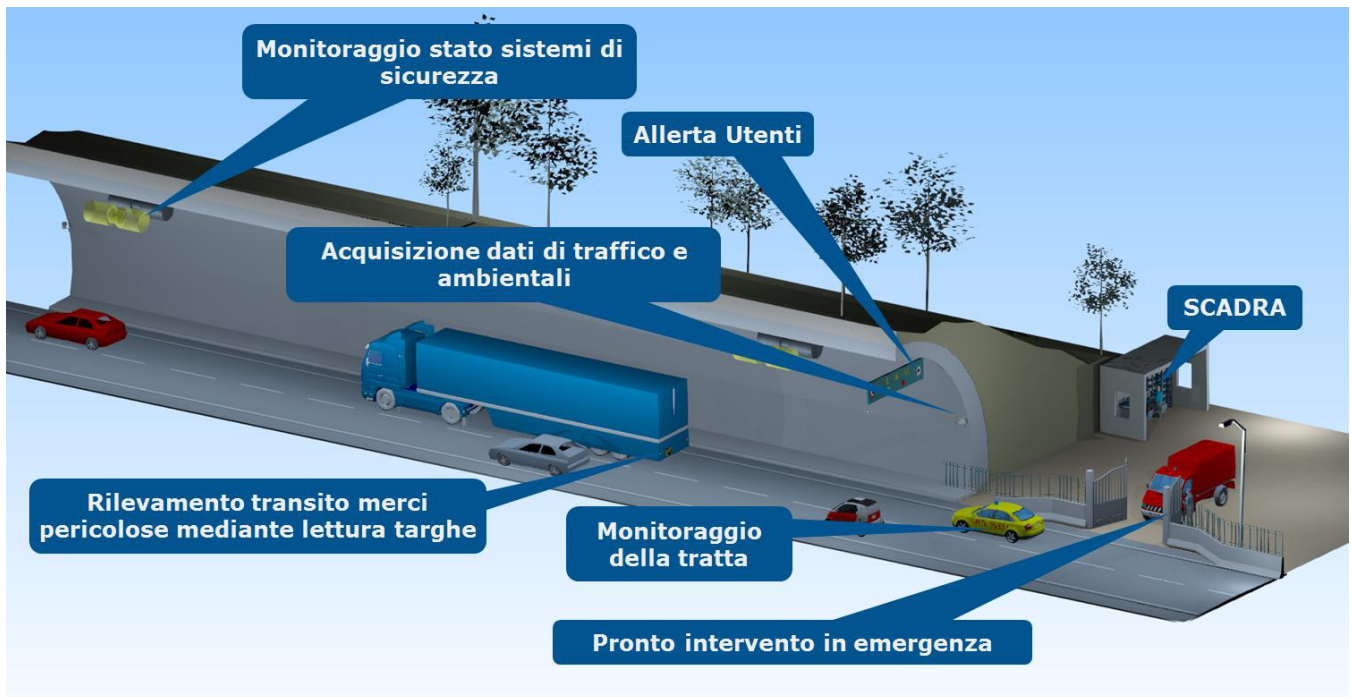 Monitoraggio stato sistemi di
sicurezza
Allerta Utenti
Acquisizione dati di traffico e
ambientali
SCADRA
Rilevamento transito merci
pericolose mediante lettura targhe
Monitoraggio
della tratta
Pronto intervento in emergenza